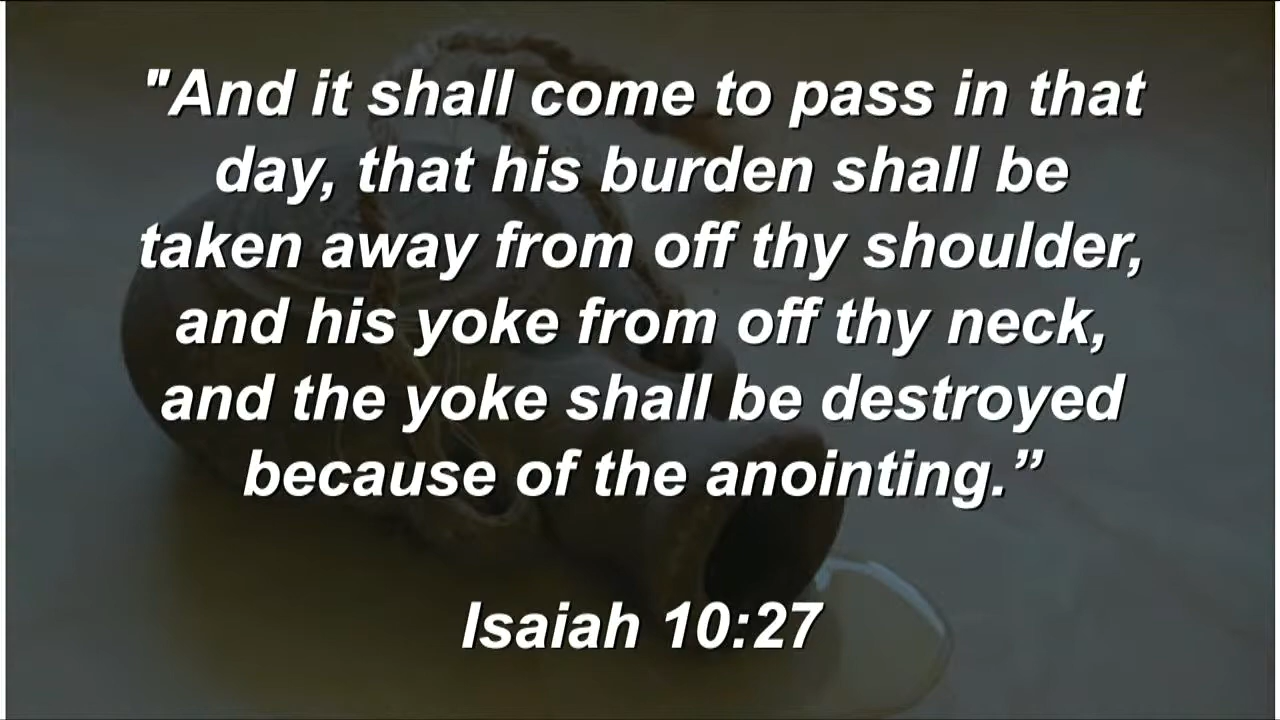 "And it shall come to pass in that
day, that his burden shall be
taken away from off thy shoulder,
and his yoke from off thy neck,
and the yoke shall be destroyed
because of the anointing.”
Isaiah 10:27